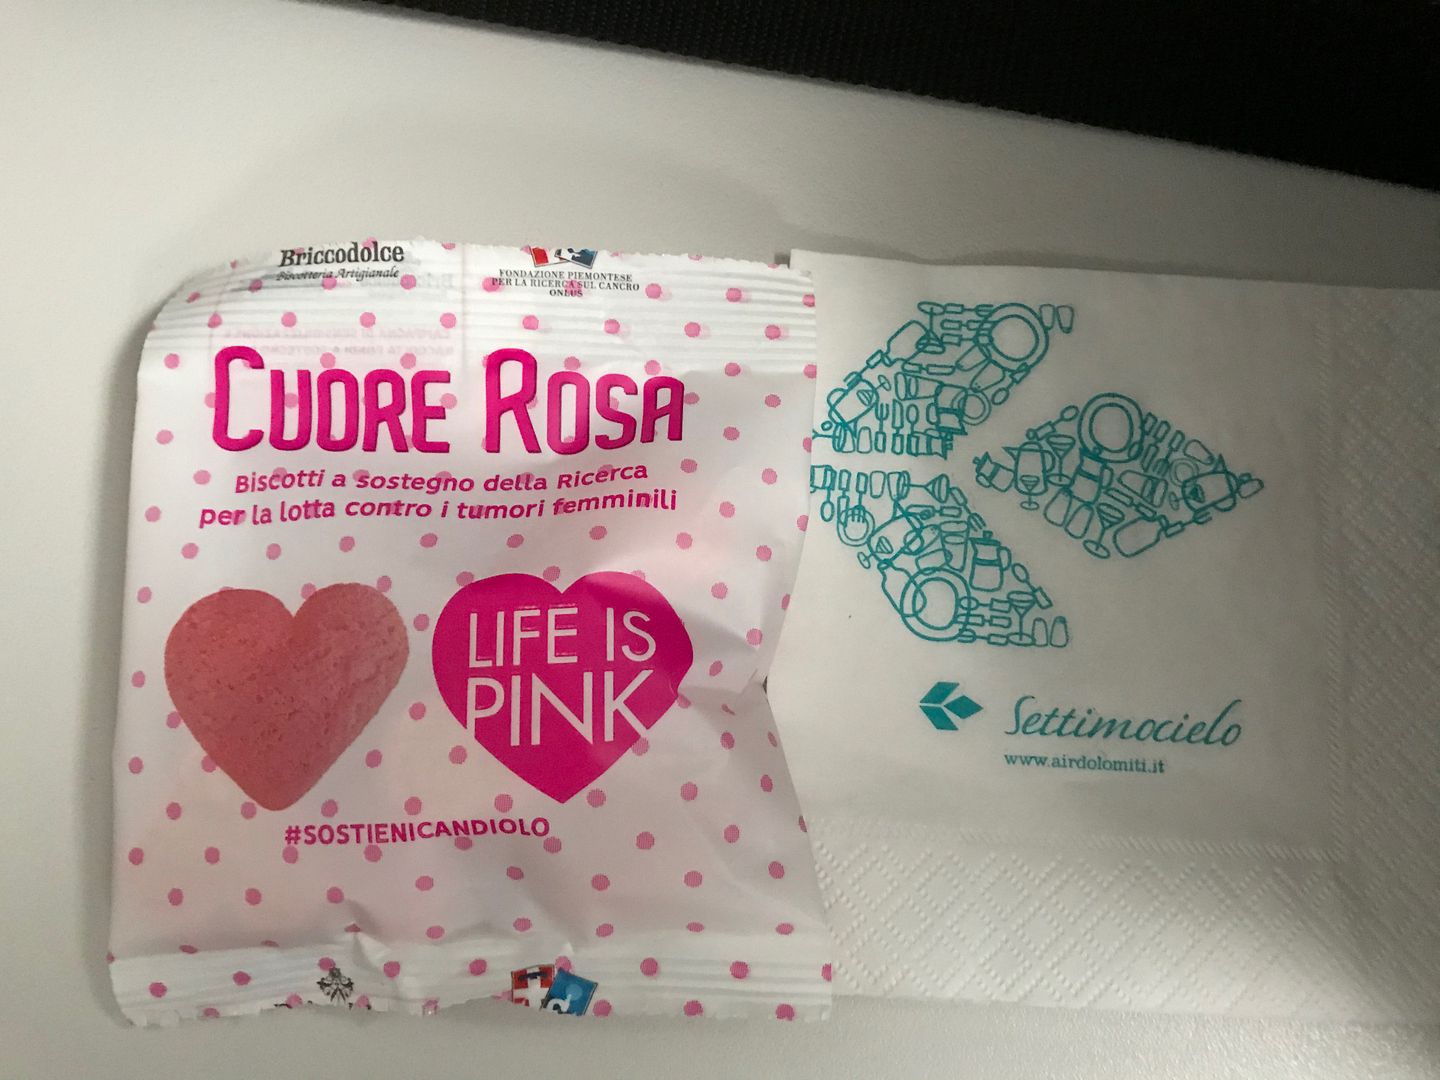 Briccodolce
Biscotteria Artigianale
FONDAZIONE PIEMONTESE
PER LA RICERCA SUL CANCRO
ONLUS
CUORE ROSA
Biscotti a sostegno della Ricerca
per la lotta contro i tumori femminili
LIFE IS
PINK
#SOSTIENICANDIOLO
Settimocielo
www.airdolomiti.it